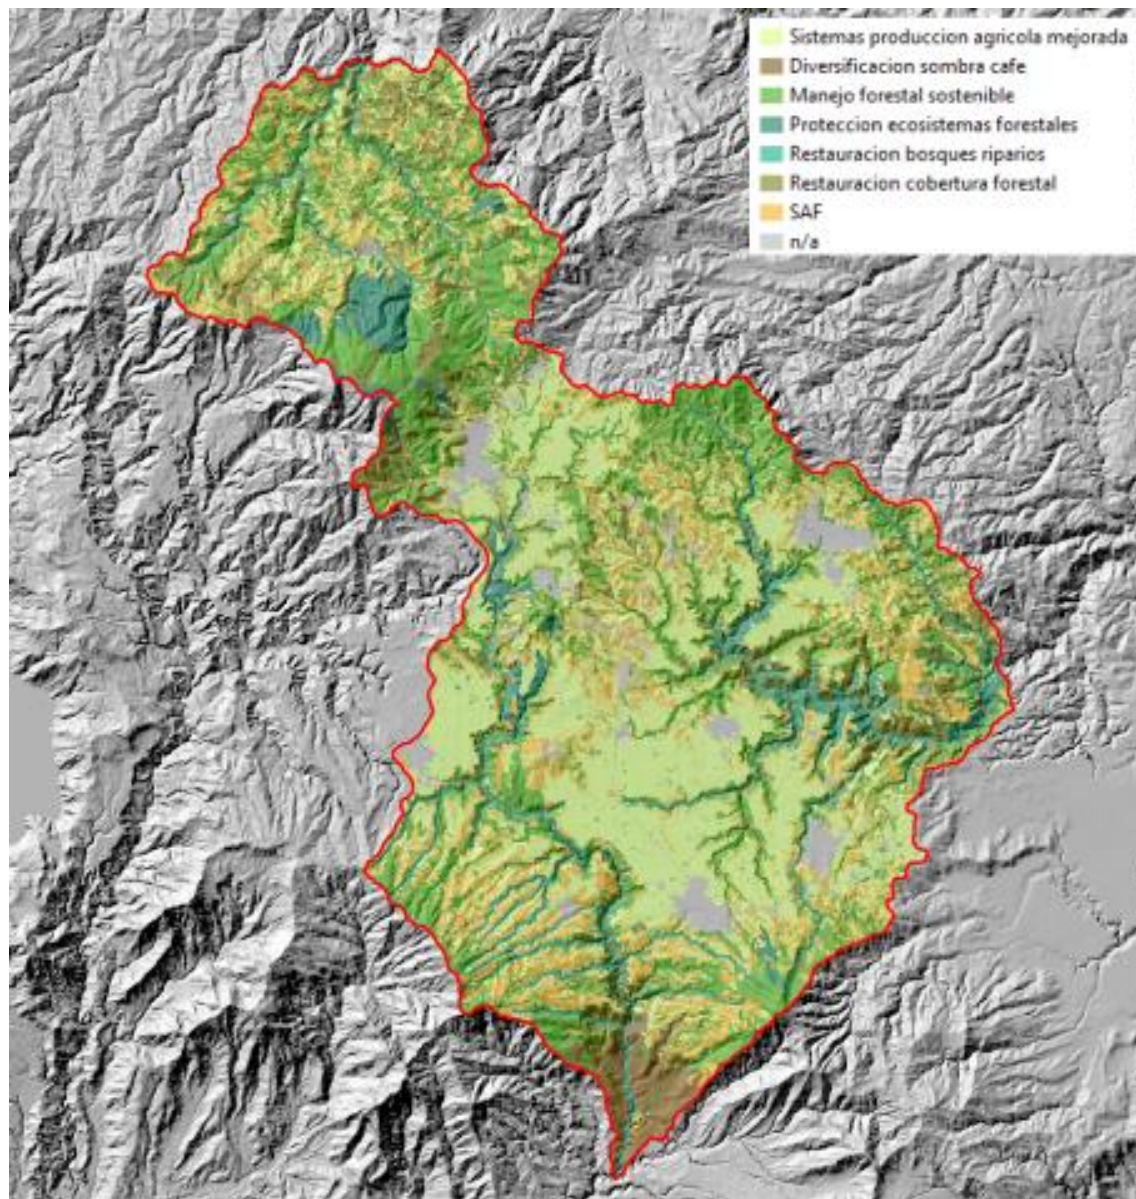 Sistemas produccion agricola mejorada
Diversificacion sombra cafe
Manejo forestal sostenible
Proteccion ecosistemas forestales
Restauracion bosques riparios
Restauracion cobertura forestal
SAF
n/a